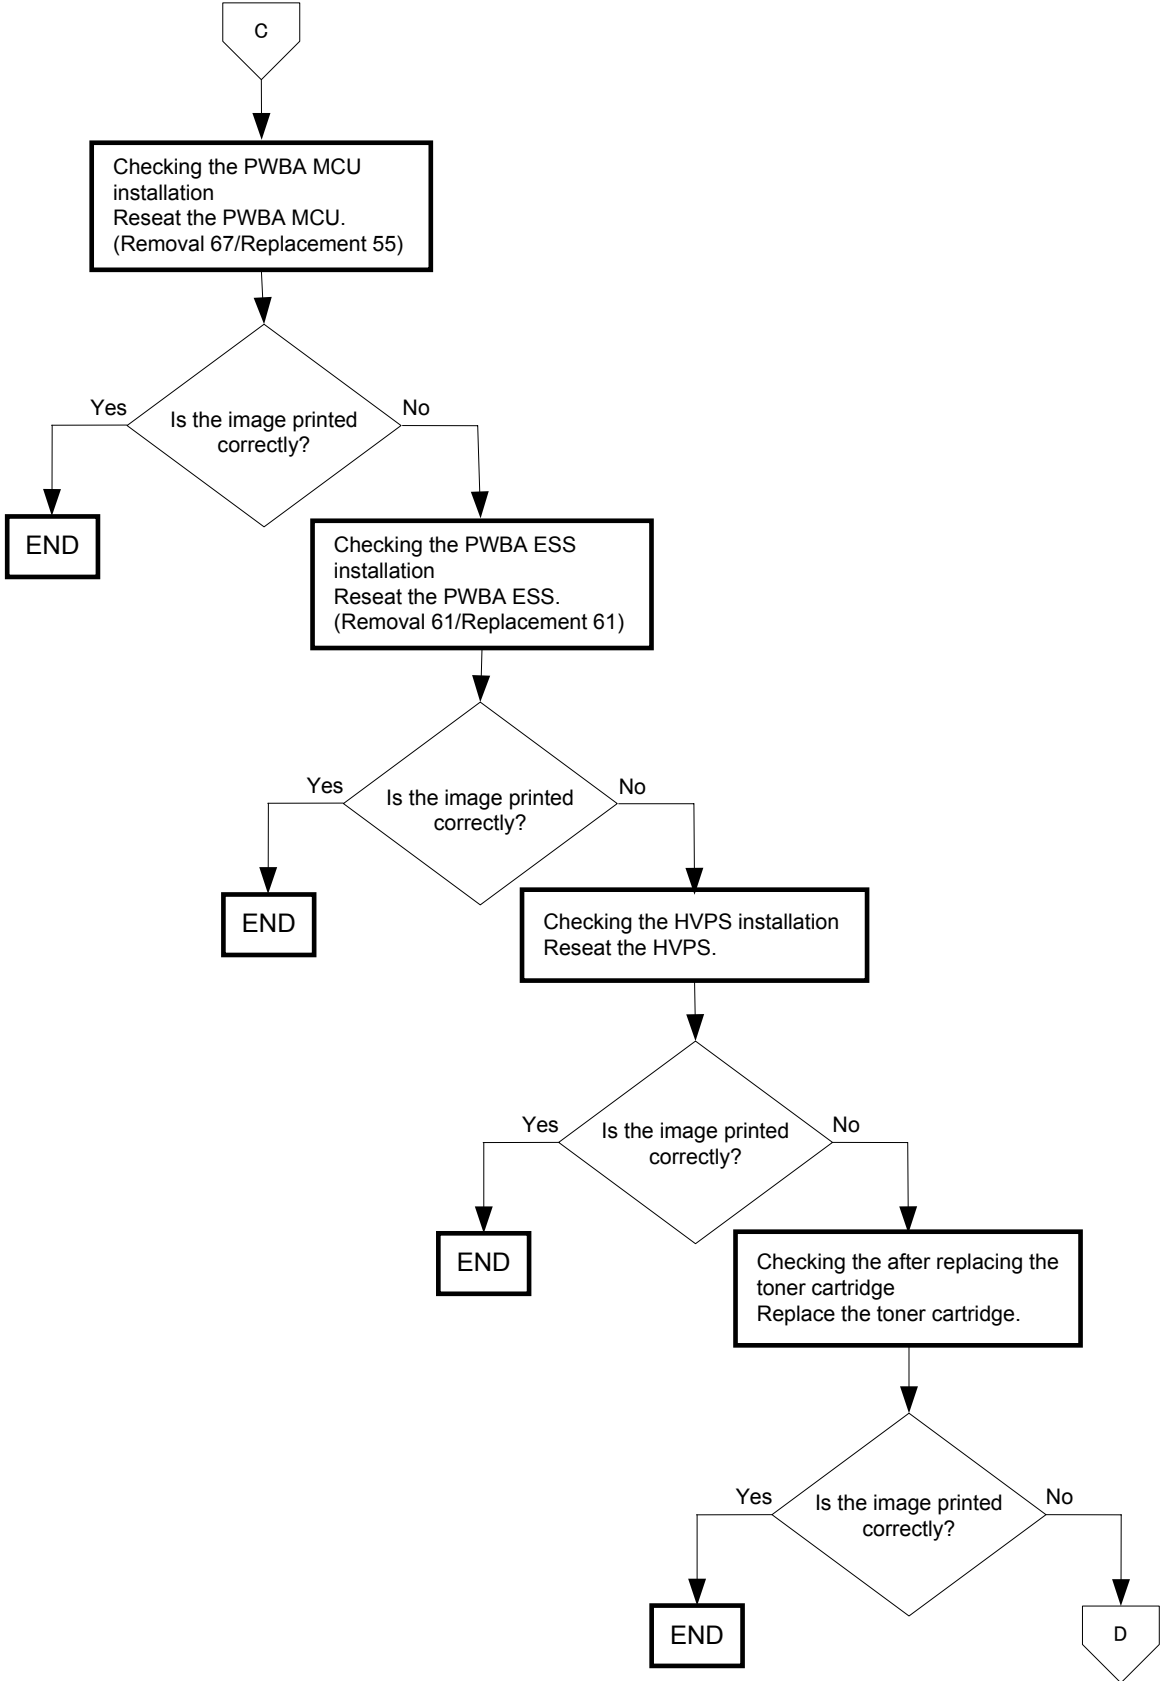 C
Checking the PWBA MCU
installation
Reseat the PWBA MCU.
(Removal 67/Replacement 55)
Yes
No
Is the image printed
correctly?
END
Checking the PWBA ESS
installation
Reseat the PWBA ESS.
(Removal 61/Replacement 61)
Yes
No
Is the image printed
correctly?
END
Checking the HVPS installation
Reseat the HVPS.
Yes
No
Is the image printed
correctly?
END
Checking the after replacing the
toner cartridge
Replace the toner cartridge.
Yes
No
Is the image printed
correctly?
END
D